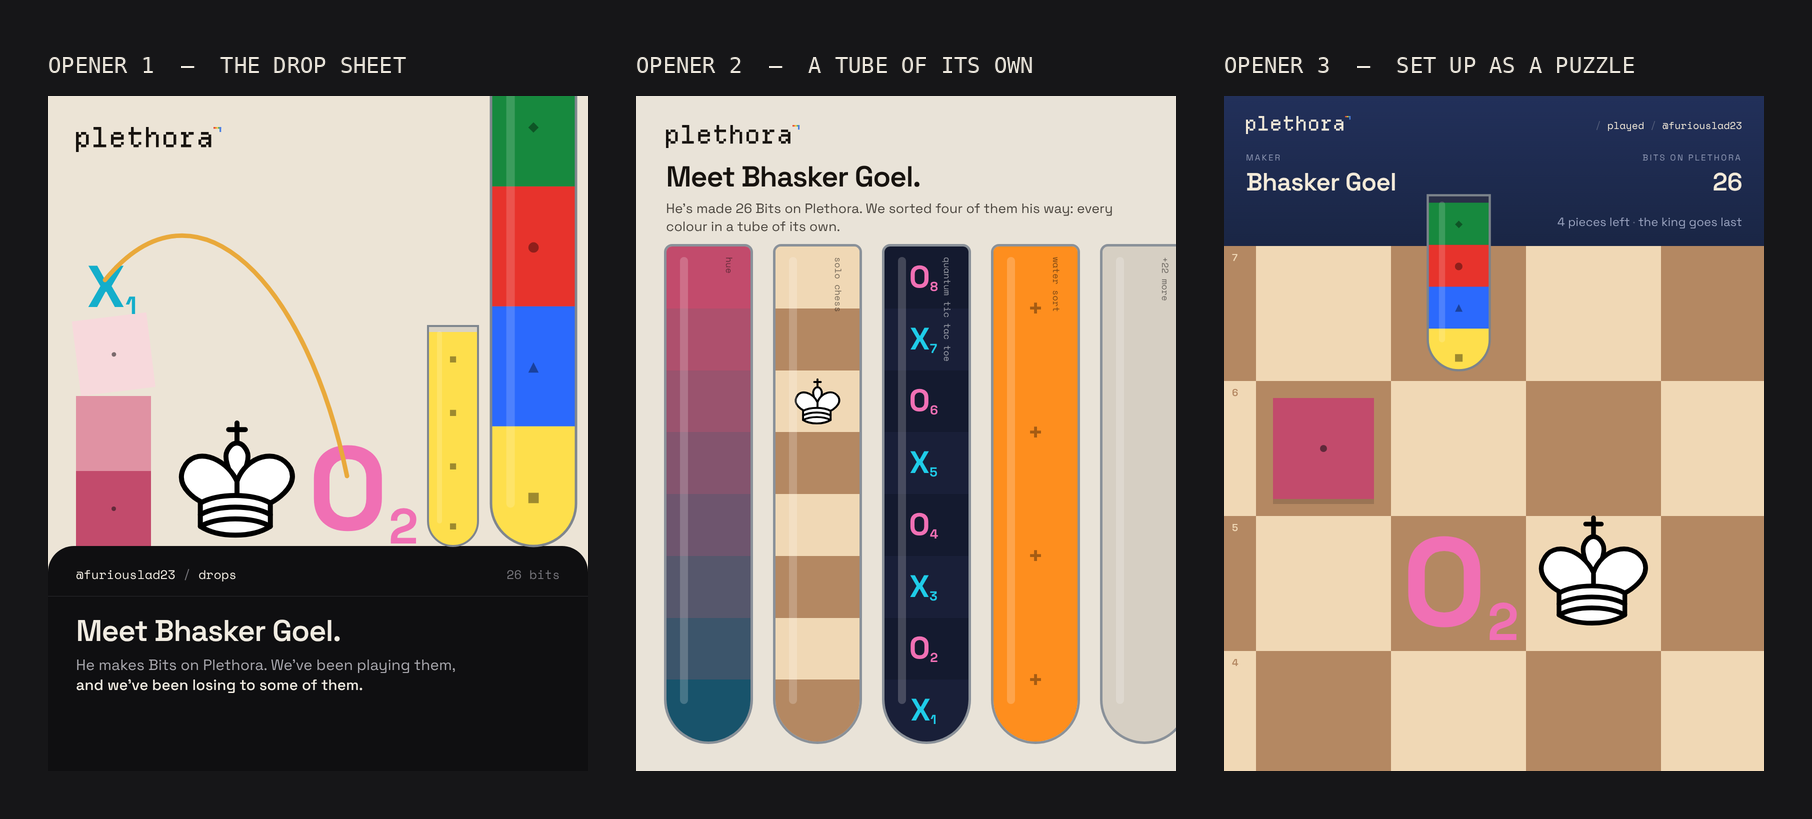 OPENER 1 — THE DROP SHEET
plethora
X1
O2
@furiouslad23 / drops
26 bits
Meet Bhasker Goel.
He makes Bits on Plethora. We've been playing them,
and we've been losing to some of them.
OPENER 2 — A TUBE OF ITS OWN
plethora
Meet Bhasker Goel.
He's made 26 Bits on Plethora. We sorted four of them his way: every
colour in a tube of its own.
hue
solo chess
quantum tic tac toe
water sort
+22 more
O8
X7
O6
X5
O4
X3
O2
X1
OPENER 3 — SET UP AS A PUZZLE
plethora
/ played / @furiouslad23
MAKER
BITS ON PLETHORA
Bhasker Goel
26
4 pieces left · the king goes last
7
6
5
O2
4